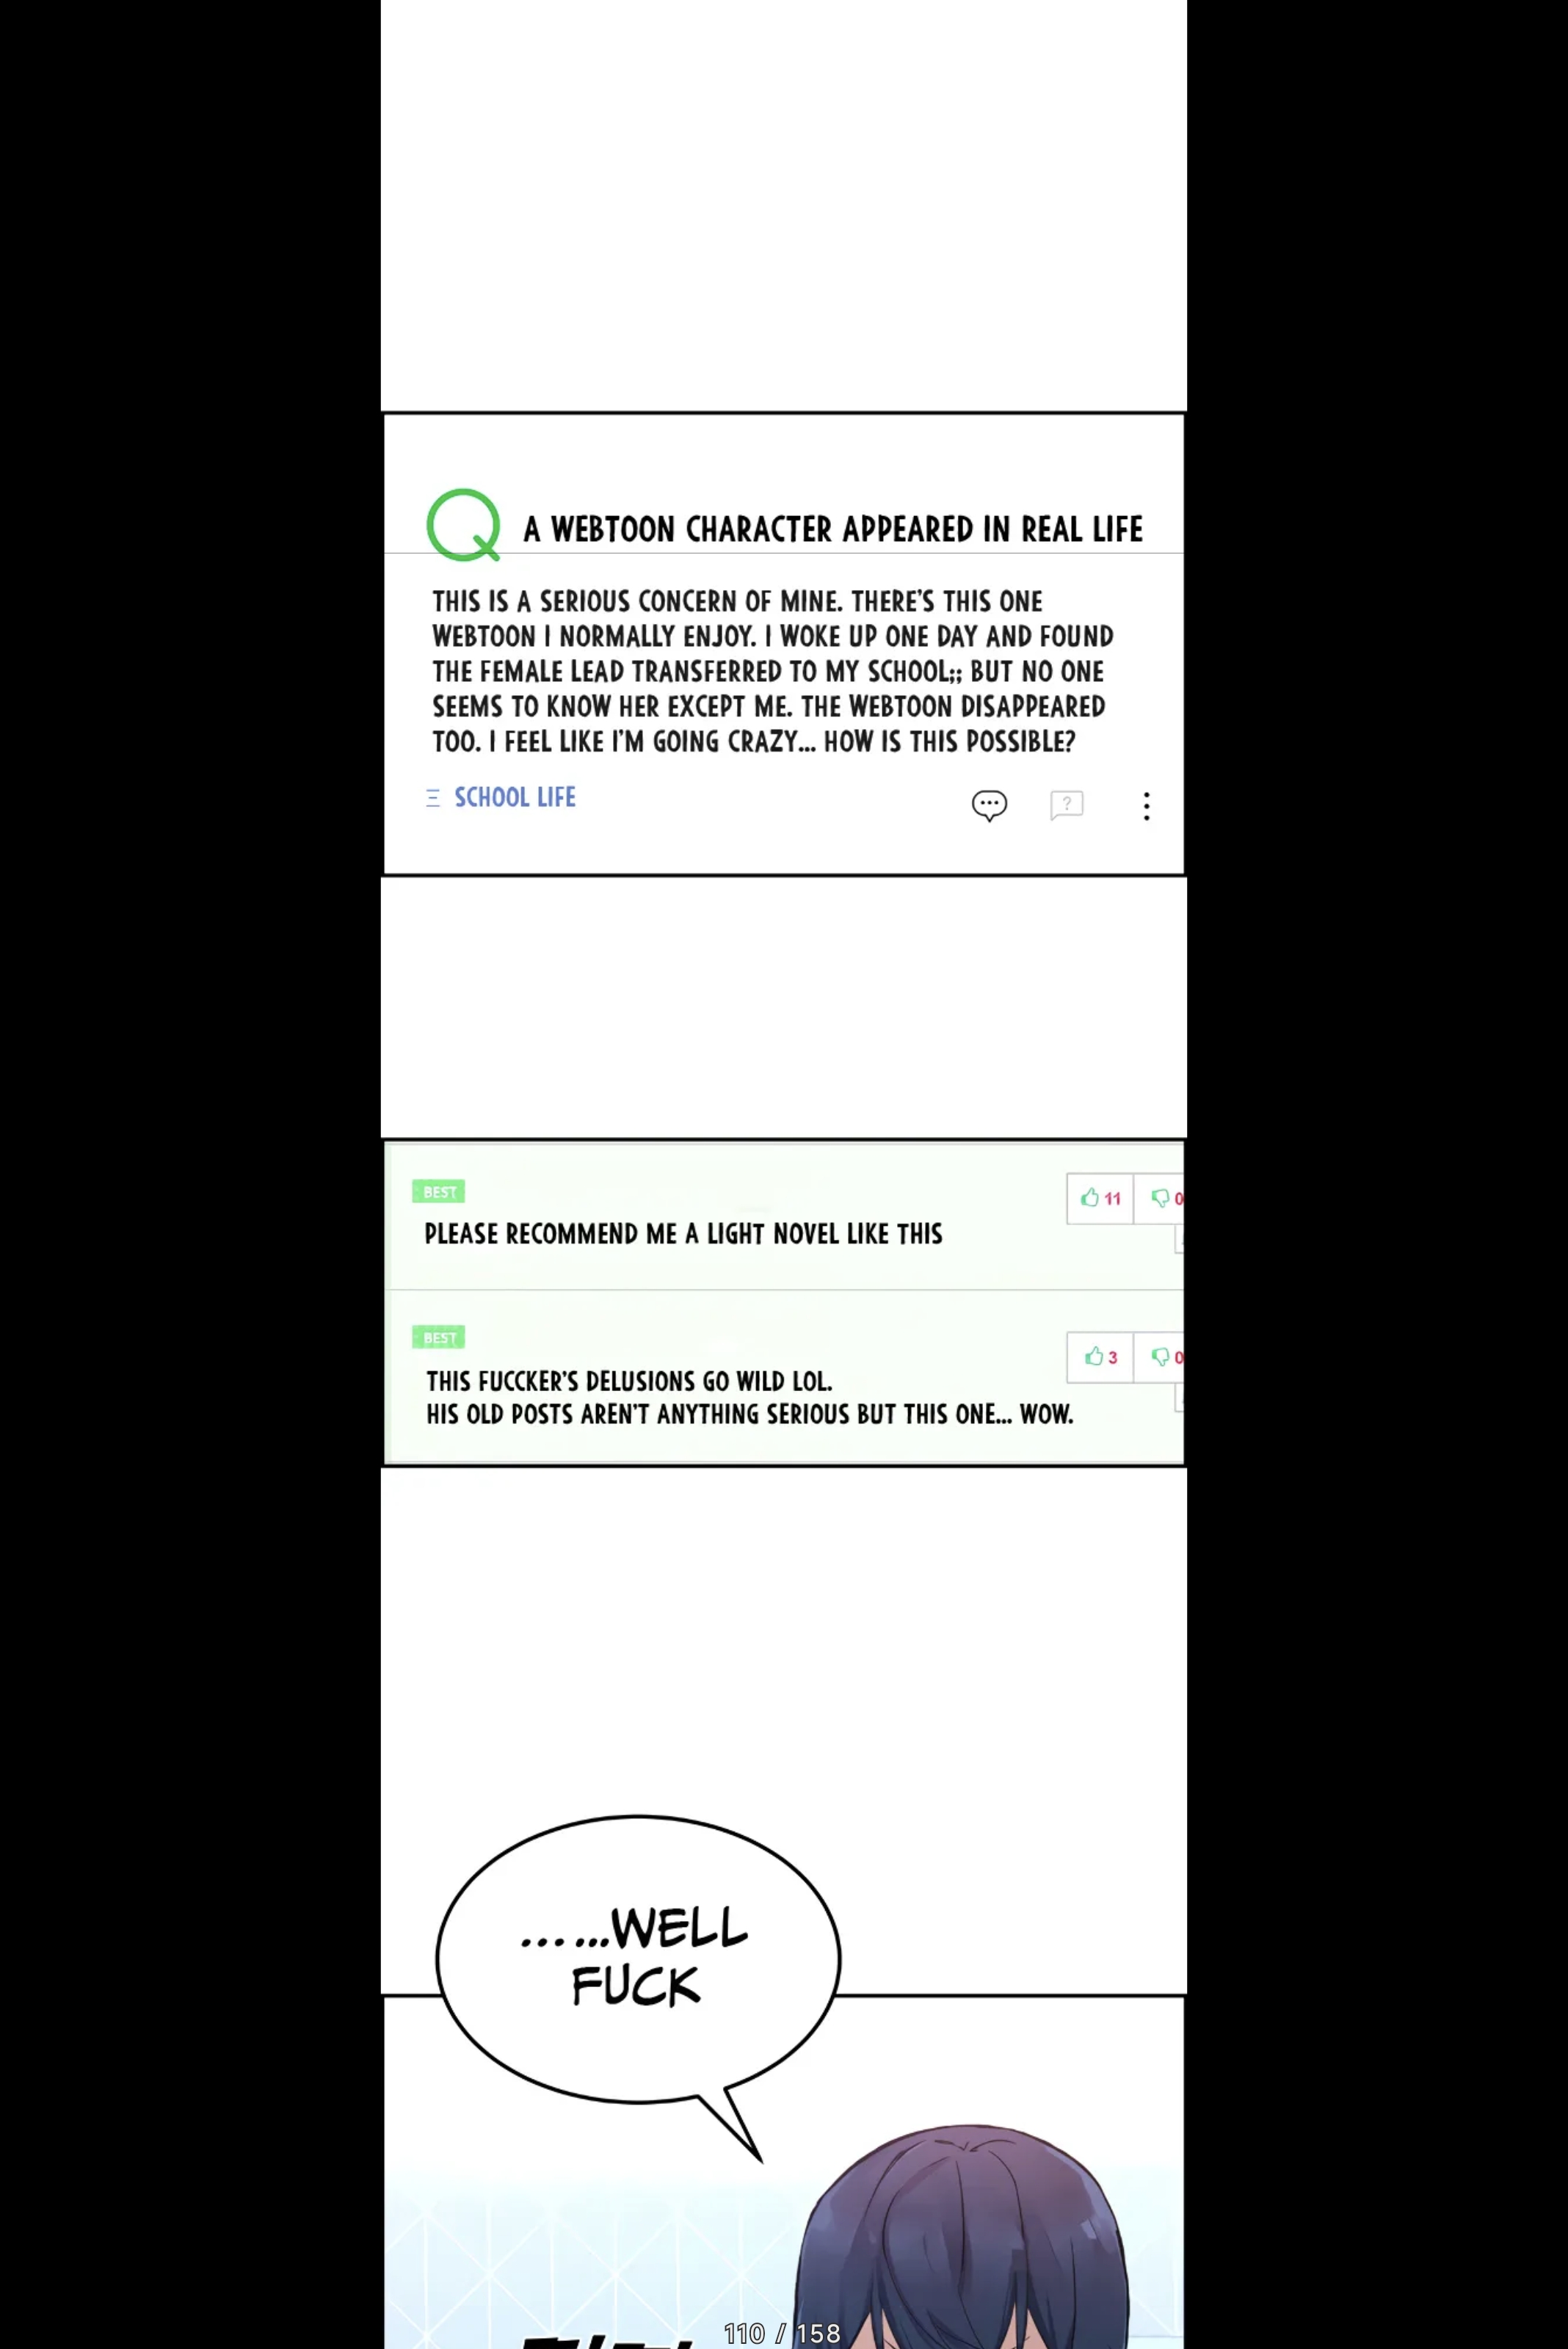 Q A WEBTOON CHARACTER APPEARED IN REAL LIFE
THIS IS A SERIOUS CONCERN OF MINE. THERE'S THIS ONE
WEBTOON I NORMALLY ENJOY. I WOKE UP ONE DAY AND FOUND
THE FEMALE LEAD TRANSFERRED TO MY SCHOOL;; BUT NO ONE
SEEMS TO KNOW HER EXCEPT ME. THE WEBTOON DISAPPEARED
TOO. I FEEL LIKE I'M GOING CRAZY... HOW IS THIS POSSIBLE?
SCHOOL LIFE
?
BEST
11 0
PLEASE RECOMMEND ME A LIGHT NOVEL LIKE THIS
BEST
3 0
THIS FUCCKER'S DELUSIONS GO WILD LOL.
HIS OLD POSTS AREN'T ANYTHING SERIOUS BUT THIS ONE... WOW.
......WELL
FUCK
110 / 158